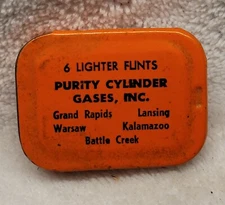 6 LIGHTER FLINTS
PURITY CYLINDER
GASES, INC.
Grand Rapids Lansing
Warsaw Kalamazoo
Battle Creek